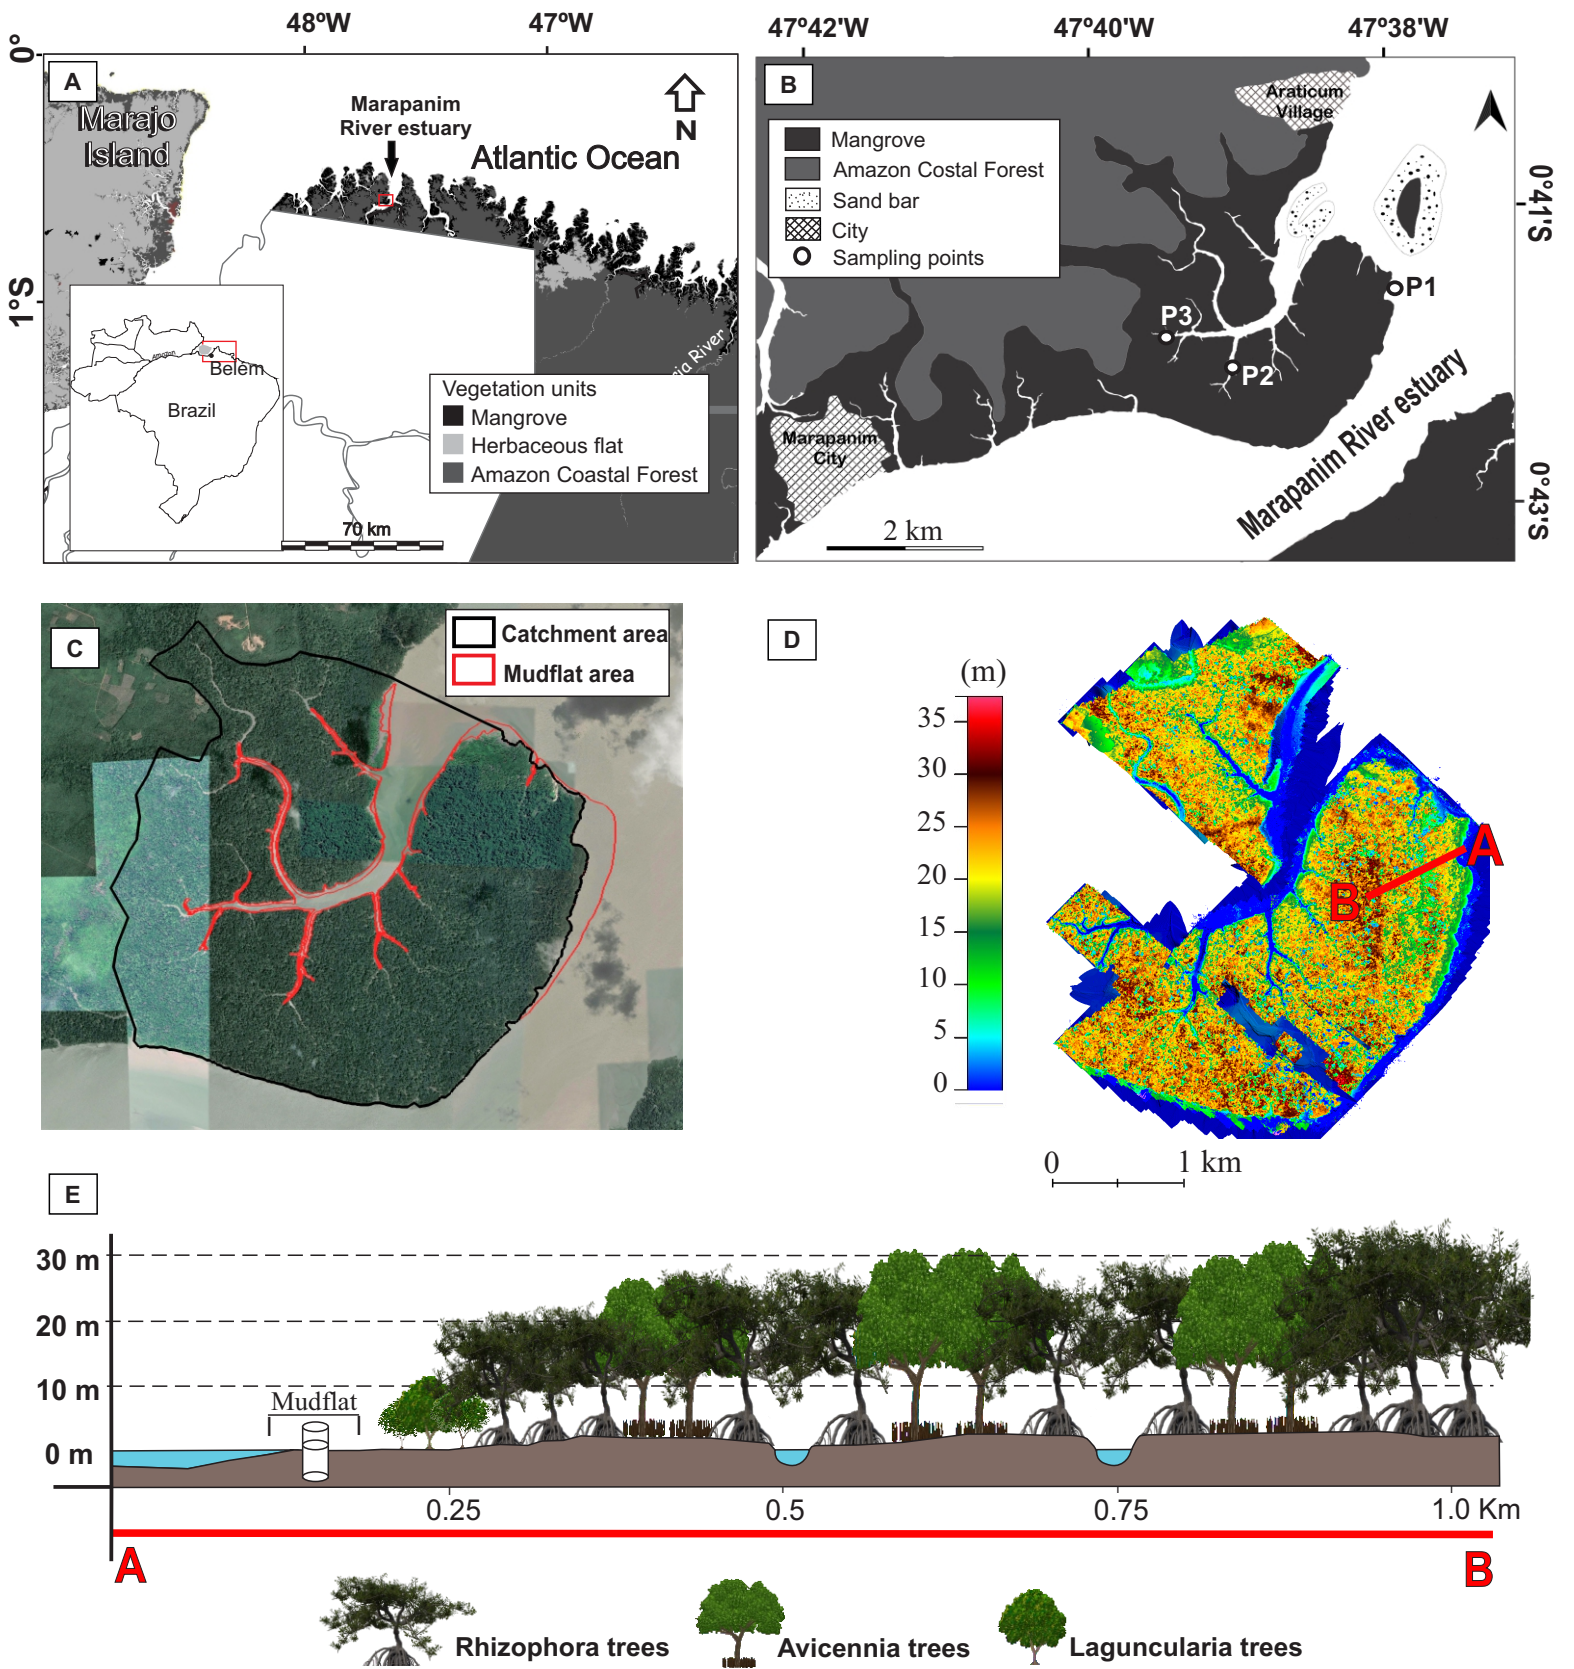 48ºW
47ºW
0º
1ºS
A
Marajo
Island
Marapanim
River estuary
N
Atlantic Ocean
Amazon
Belém
Brazil
ria River
Vegetation units
Mangrove
Herbaceous flat
Amazon Coastal Forest
70 km
47º42'W
47º40'W
47º38'W
0º41'S
0º43'S
B
Araticum
Village
Mangrove
Amazon Costal Forest
Sand bar
City
Sampling points
P1
P3
P2
Marapanim
City
Marapanim River estuary
2 km
C
Catchment area
Mudflat area
D
(m)
35
30
25
20
15
10
5
0
A
B
0
1 km
E
30 m
20 m
10 m
0 m
Mudflat
0.25
0.5
0.75
1.0 Km
A
B
Rhizophora trees
Avicennia trees
Laguncularia trees